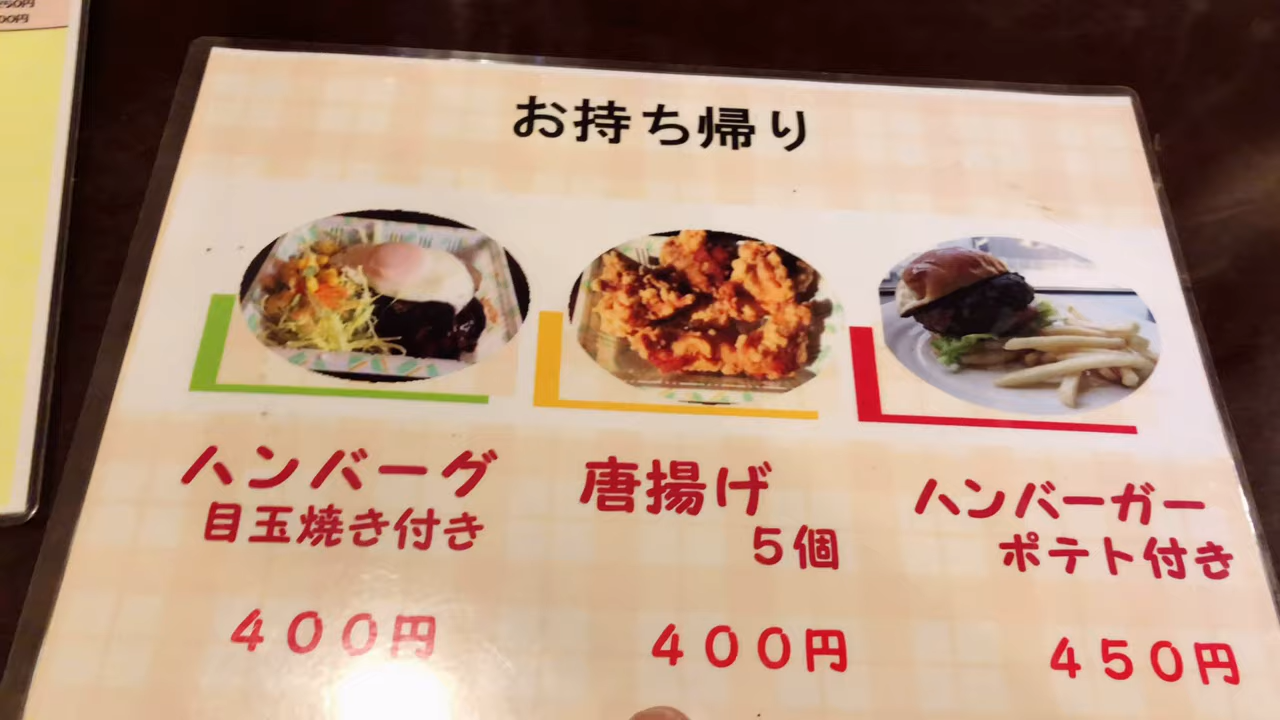 お持ち帰り
ハンバーグ
目玉焼き付き
400円
唐揚げ
5個
400円
ハンバーガー
ポテト付き
450円